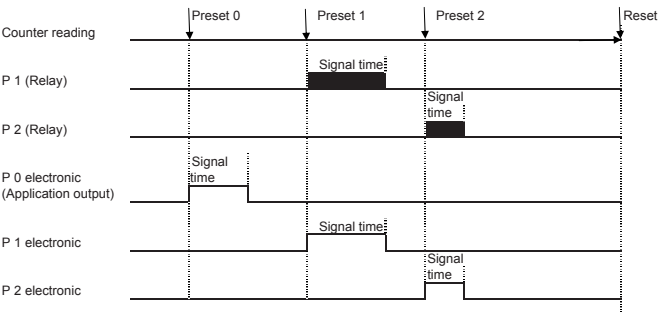 Preset 0
Preset 1
Preset 2
Reset
Counter reading
Signal time
P 1 (Relay)
Signal
time
P 2 (Relay)
Signal
time
P 0 electronic
(Application output)
Signal time
P 1 electronic
Signal
time
P 2 electronic